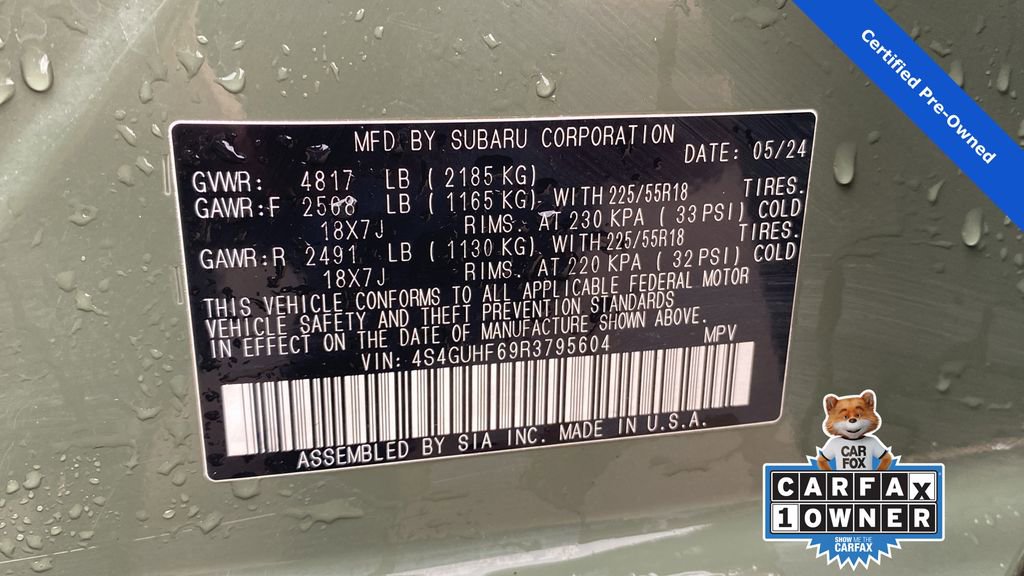 Certified Pre-Owned
MFD BY SUBARU CORPORATION
DATE: 05/24
GVWR: 4817 LB ( 2185 KG)
GAWR:F 2568 LB ( 1165 KG) WITH 225/55R18 TIRES.
18X7J RIMS. AT 230 KPA ( 33 PSI) COLD
GAWR:R 2491 LB ( 1130 KG) WITH 225/55R18 TIRES.
18X7J RIMS. AT 220 KPA ( 32 PSI) COLD
THIS VEHICLE CONFORMS TO ALL APPLICABLE FEDERAL MOTOR
VEHICLE SAFETY AND THEFT PREVENTION STANDARDS
IN EFFECT ON THE DATE OF MANUFACTURE SHOWN ABOVE.
VIN: 4S4GUHF69R3795604 MPV
ASSEMBLED BY SIA INC. MADE IN U.S.A.
CAR
FOX
CARFAX
1 OWNER
SHOW ME THE
CARFAX